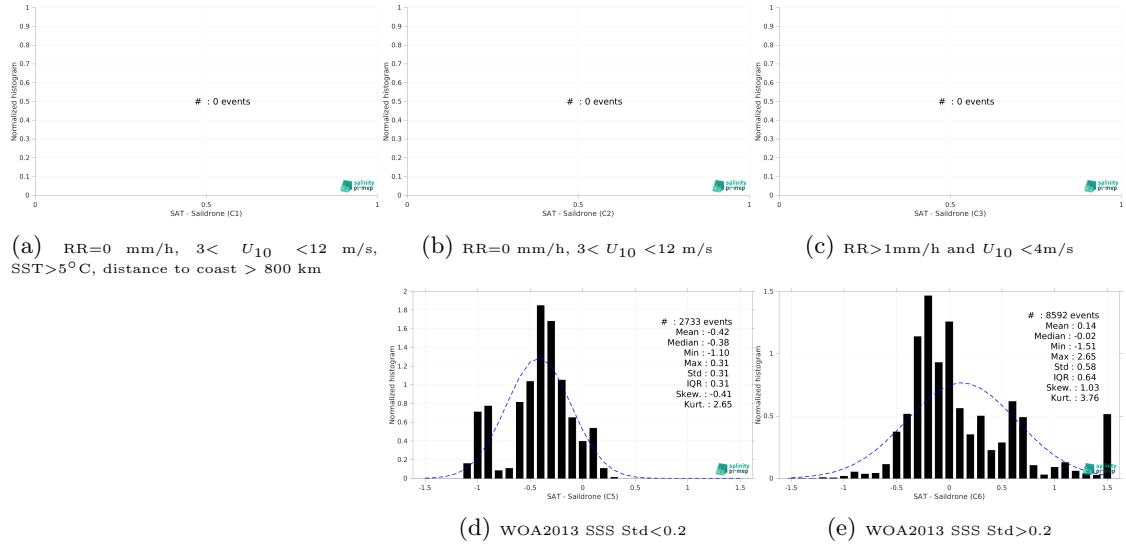 1
0.9
0.8
0.7
0.6
0.5
0.4
0.3
0.2
0.1
0
Normalized histogram
# : 0 events
0 0.5 1
SAT - Saildrone (C1)
salinity
pi-mep
1
0.9
0.8
0.7
0.6
0.5
0.4
0.3
0.2
0.1
0
Normalized histogram
# : 0 events
0 0.5 1
SAT - Saildrone (C2)
salinity
pi-mep
1
0.9
0.8
0.7
0.6
0.5
0.4
0.3
0.2
0.1
0
Normalized histogram
# : 0 events
0 0.5 1
SAT - Saildrone (C3)
salinity
pi-mep
(a) RR=0 mm/h, 3< U10 <12 m/s,
SST>5°C, distance to coast > 800 km
(b) RR=0 mm/h, 3< U10 <12 m/s
(c) RR>1mm/h and U10 <4m/s
2
1.8
1.6
1.4
1.2
1
0.8
0.6
0.4
0.2
0
Normalized histogram
# : 2733 events
Mean : -0.42
Median : -0.38
Min : -1.10
Max : 0.31
Std : 0.31
IQR : 0.31
Skew. : -0.41
Kurt. : 2.65
-1.5 -1 -0.5 0 0.5 1 1.5
SAT - Saildrone (C5)
salinity
pi-mep
1.5
1
0.5
0
Normalized histogram
# : 8592 events
Mean : 0.14
Median : -0.02
Min : -1.51
Max : 2.65
Std : 0.58
IQR : 0.64
Skew. : 1.03
Kurt. : 3.76
-1.5 -1 -0.5 0 0.5 1 1.5
SAT - Saildrone (C6)
salinity
pi-mep
(d) WOA2013 SSS Std<0.2
(e) WOA2013 SSS Std>0.2